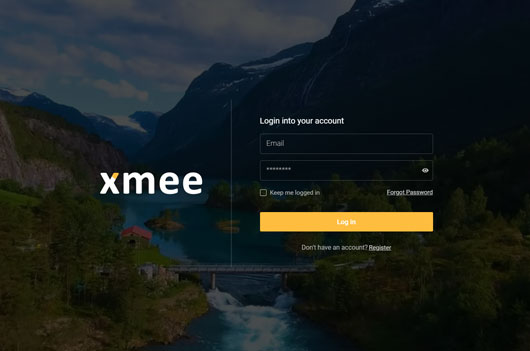 xmee
Login into your account
Email
********
Keep me logged in
Forgot Password
Log In
Don't have an account? Register